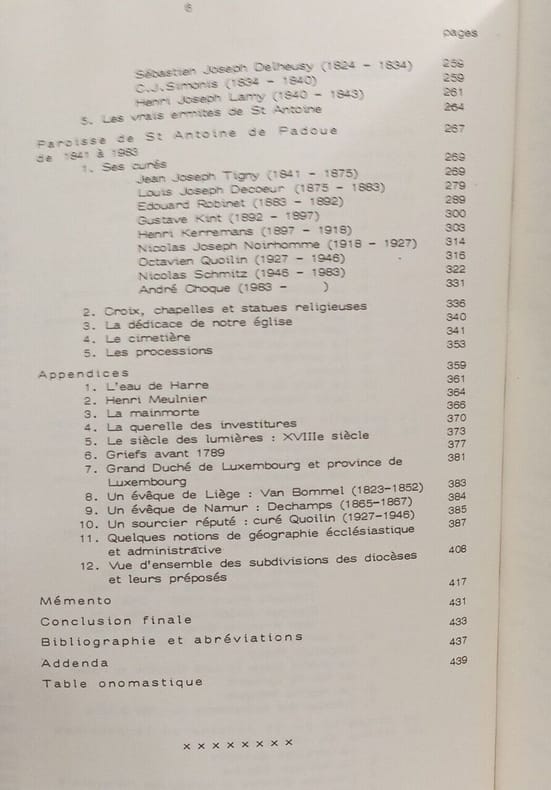 6
pages
Sébastien Joseph Delheusy (1824 - 1834) 259
C.J.Simonis (1834 - 1840) 259
Henri Joseph Lamy (1840 - 1843) 261
5. Les vrais ermites de St Antoine 264
Paroisse de St Antoine de Padoue 267
de 1841 à 1983
1. Ses curés 269
Jean Joseph Tigny (1841 - 1875) 269
Louis Joseph Decoeur (1875 - 1883) 279
Edouard Robinet (1883 - 1892) 289
Gustave Kint (1892 - 1897) 300
Henri Kerremans (1897 - 1918) 303
Nicolas Joseph Noirhomme (1918 - 1927) 314
Octavien Quoilin (1927 - 1946) 316
Nicolas Schmitz (1946 - 1983) 322
André Choque (1983 - ) 331
2. Croix, chapelles et statues religieuses 336
3. La dédicace de notre église 340
4. Le cimetière 341
5. Les processions 353
Appendices 359
1. L'eau de Harre 361
2. Henri Meulnier 364
3. La mainmorte 366
4. La querelle des investitures 370
5. Le siècle des lumières : XVIIIe siècle 373
6. Griefs avant 1789 377
7. Grand Duché de Luxembourg et province de 381
Luxembourg
8. Un évêque de Liège : Van Bommel (1823-1852) 383
9. Un évêque de Namur : Dechamps (1865-1867) 384
10. Un sourcier réputé : curé Quoilin (1927-1946) 385
11. Quelques notions de géographie écclésiastique 387
et administrative
12. Vue d'ensemble des subdivisions des diocèses 408
et leurs préposés
Mémento 417
Conclusion finale 431
Bibliographie et abréviations 433
Addenda 437
Table onomastique 439
x x x x x x x x